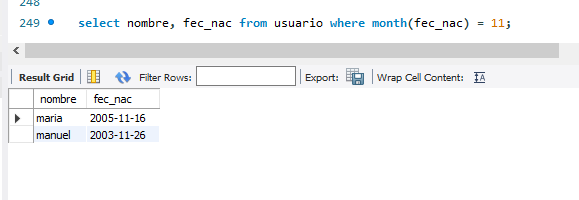 248
249 select nombre, fec_nac from usuario where month(fec_nac) = 11;
Result Grid Filter Rows: Export: Wrap Cell Content:
nombre fec_nac
maria 2005-11-16
manuel 2003-11-26